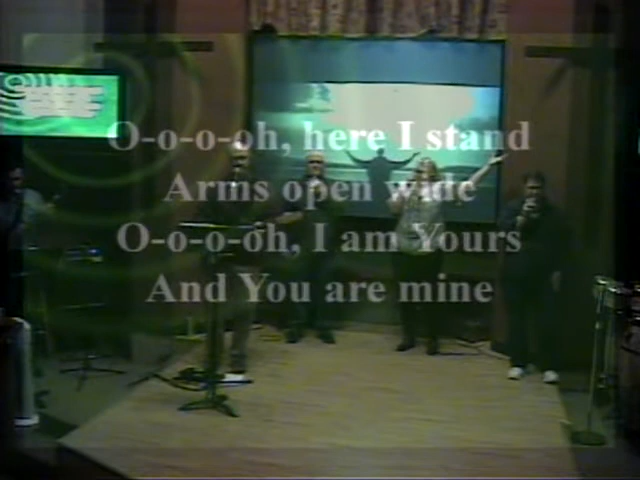 O-o-o-oh, here I stand
Arms open wide
O-o-o-oh, I am Yours
And You are mine